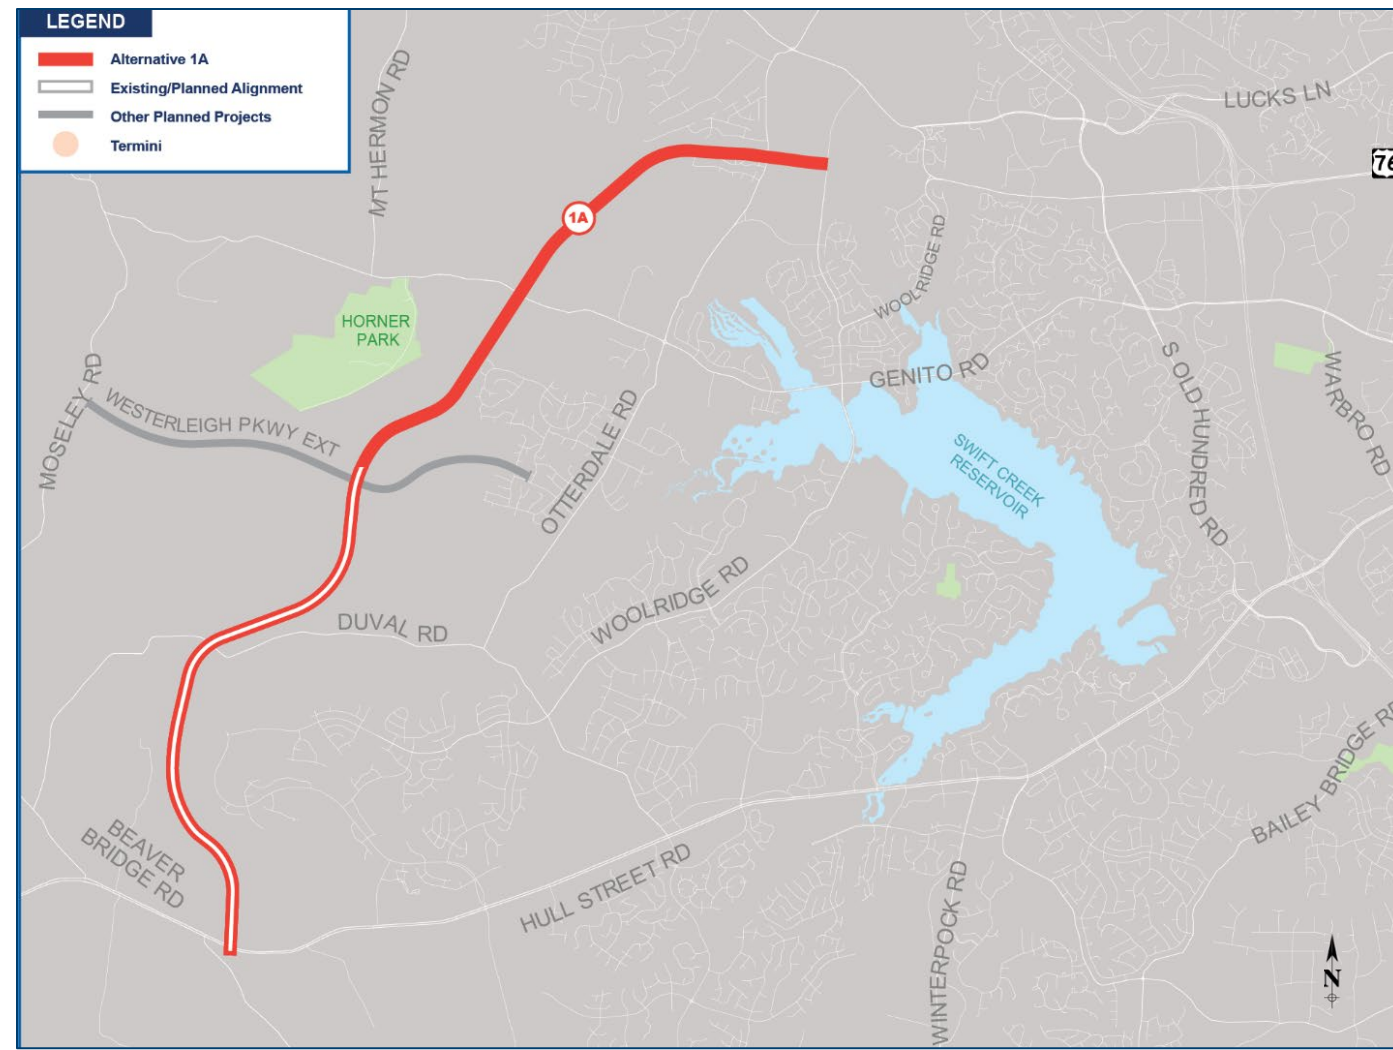 LEGEND
Alternative 1A
Existing/Planned Alignment
Other Planned Projects
Termini
MT HERMON RD
LUCKS LN
76
1A
WOOLRIDGE RD
HORNER
PARK
GENITO RD
MOSELEY RD
WESTERLEIGH PKWY EXT
OTTERDALE RD
S OLD HUNDRED RD
WARBRO RD
SWIFT CREEK
RESERVOIR
DUVAL RD
WOOLRIDGE RD
BEAVER
BRIDGE RD
HULL STREET RD
WINTERPOCK RD
BAILEY BRIDGE RD
N